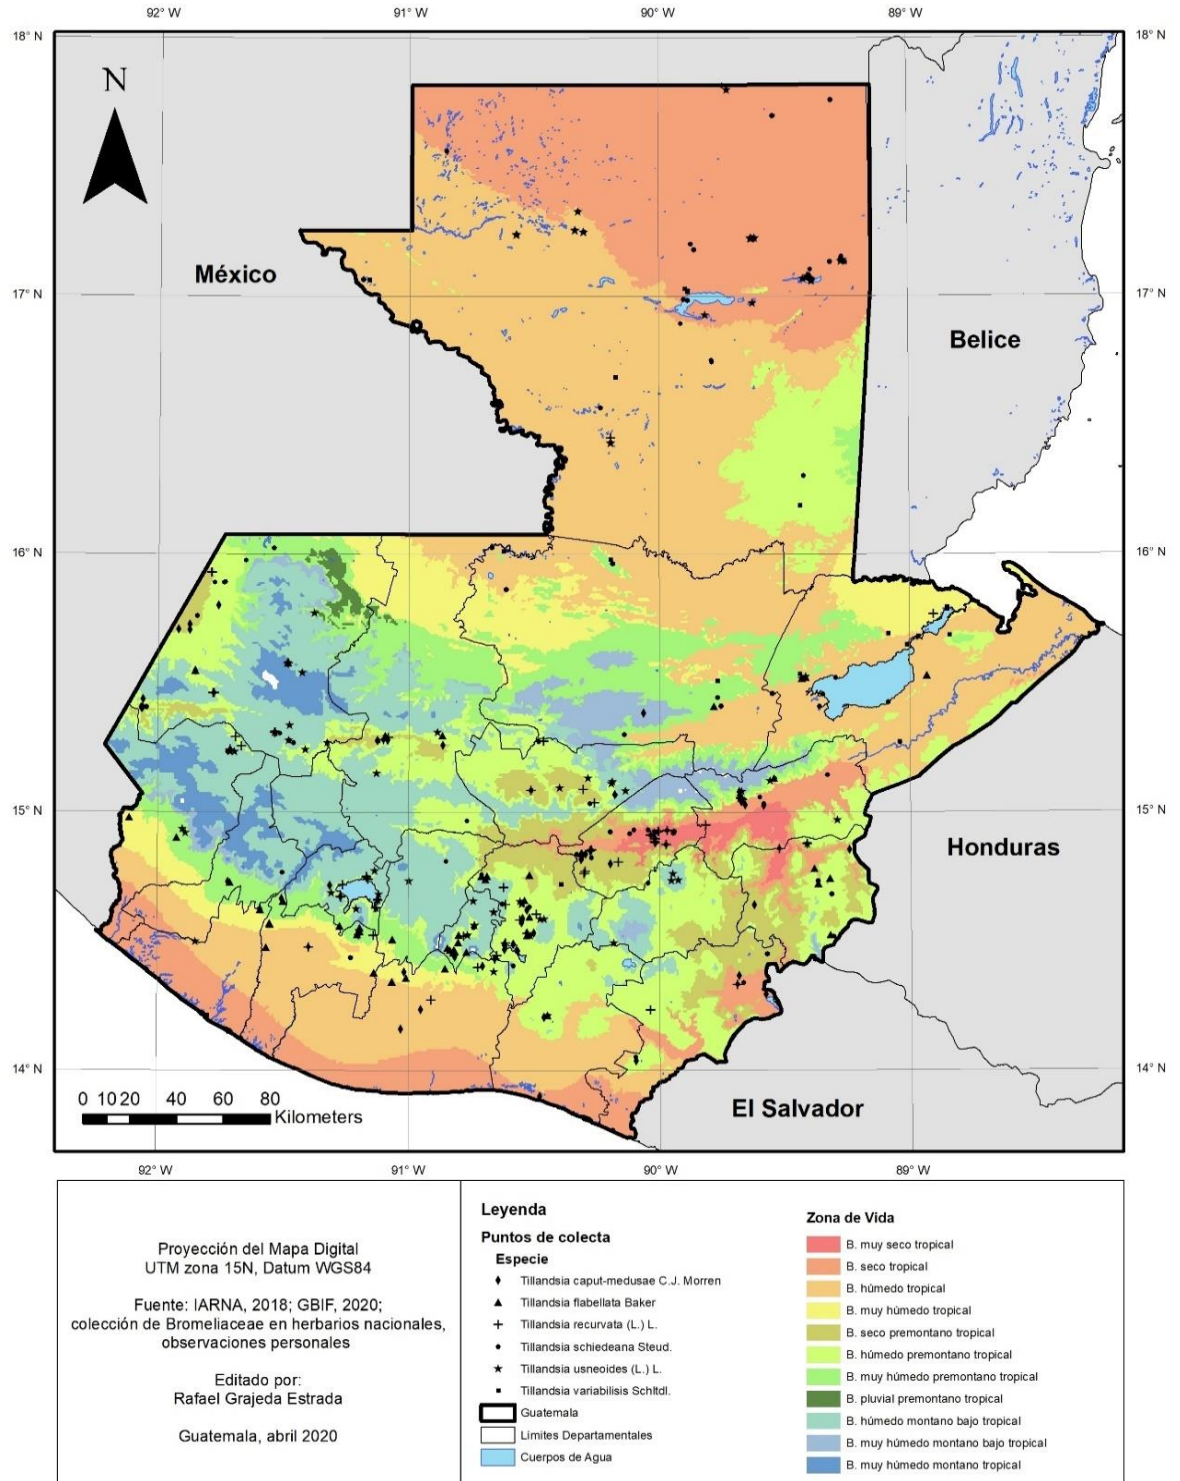 92° W 91° W 90° W 89° W
18° N 18° N
N
México
17° N 17° N
Belice
16° N 16° N
15° N 15° N
Honduras
14° N 14° N
0 10 20 40 60 80
Kilometers
El Salvador
92° W 91° W 90° W 89° W
Proyección del Mapa Digital
UTM zona 15N, Datum WGS84
Fuente: IARNA, 2018; GBIF, 2020;
colección de Bromeliaceae en herbarios nacionales,
observaciones personales
Editado por:
Rafael Grajeda Estrada
Guatemala, abril 2020
Leyenda
Puntos de colecta
Especie
Tillandsia caput-medusae C.J. Morren
Tillandsia flabellata Baker
Tillandsia recurvata (L.) L.
Tillandsia schiedeana Steud.
Tillandsia usneoides (L.) L.
Tillandsia variabilisis Schltdl.
Guatemala
Limites Departamentales
Cuerpos de Agua
Zona de Vida
B. muy seco tropical
B. seco tropical
B. húmedo tropical
B. muy húmedo tropical
B. seco premontano tropical
B. húmedo premontano tropical
B. muy húmedo premontano tropical
B. pluvial premontano tropical
B. húmedo montano bajo tropical
B. muy húmedo montano bajo tropical
B. muy húmedo montano tropical